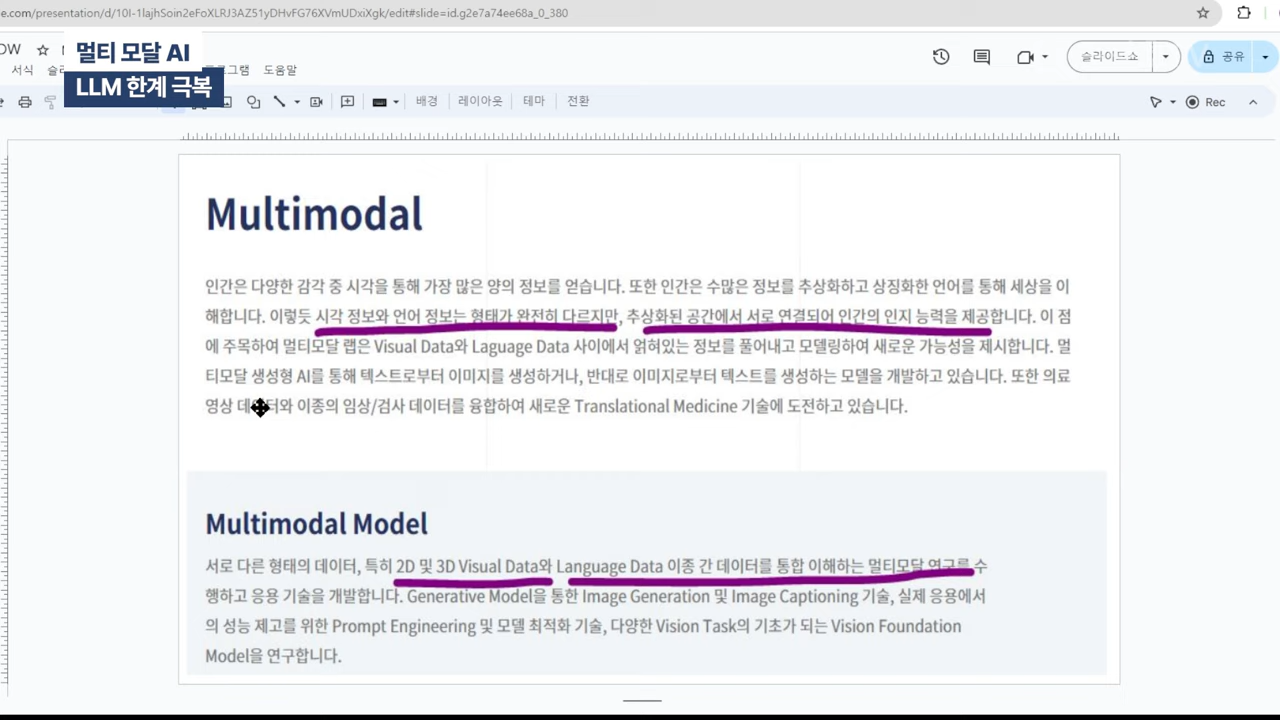 e.com/presentation/d/10I-1lajhSoin2eFoXLRJ3AZ51yDHvFG76XVmUDxiXgk/edit#slide=id.g2e7a74ee68a_0_380
OW
멀티 모달 AI
LLM 한계 극복
서식 도움말
슬라이드쇼 공유
배경 레이아웃 테마 전환 Rec
Multimodal
인간은 다양한 감각 중 시각을 통해 가장 많은 양의 정보를 얻습니다. 또한 인간은 수많은 정보를 추상화하고 상징화한 언어를 통해 세상을 이
해합니다. 이렇듯 시각 정보와 언어 정보는 형태가 완전히 다르지만, 추상화된 공간에서 서로 연결되어 인간의 인지 능력을 제공합니다. 이 점
에 주목하여 멀티모달 랩은 Visual Data와 Laguage Data 사이에서 얽혀있는 정보를 풀어내고 모델링하여 새로운 가능성을 제시합니다. 멀
티모달 생성형 AI를 통해 텍스트로부터 이미지를 생성하거나, 반대로 이미지로부터 텍스트를 생성하는 모델을 개발하고 있습니다. 또한 의료
영상 데이터와 이종의 임상/검사 데이터를 융합하여 새로운 Translational Medicine 기술에 도전하고 있습니다.
Multimodal Model
서로 다른 형태의 데이터, 특히 2D 및 3D Visual Data와 Language Data 이종 간 데이터를 통합 이해하는 멀티모달 연구를 수
행하고 응용 기술을 개발합니다. Generative Model을 통한 Image Generation 및 Image Captioning 기술, 실제 응용에서
의 성능 제고를 위한 Prompt Engineering 및 모델 최적화 기술, 다양한 Vision Task의 기초가 되는 Vision Foundation
Model을 연구합니다.